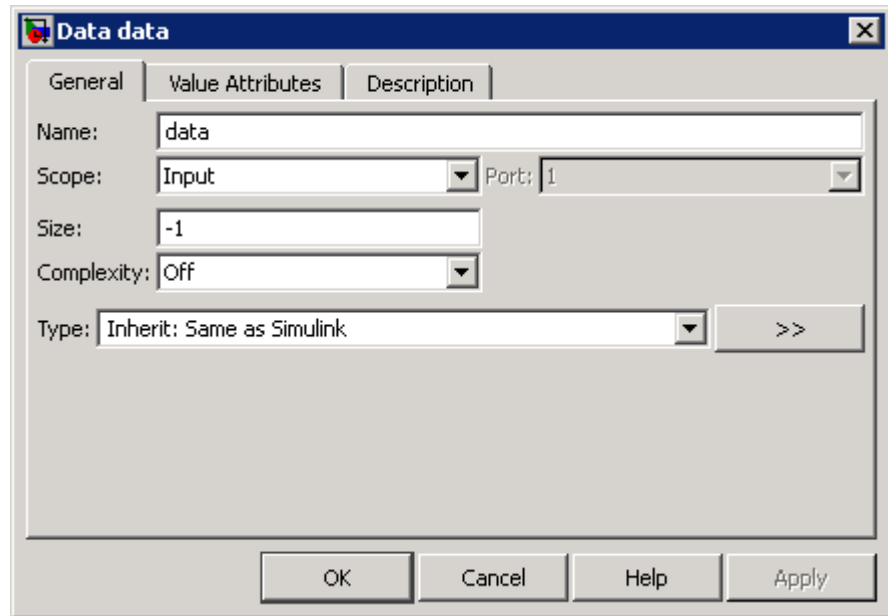 Data data
General Value Attributes Description
Name: data
Scope: Input Port: 1
Size: -1
Complexity: Off
Type: Inherit: Same as Simulink >>
OK Cancel Help Apply